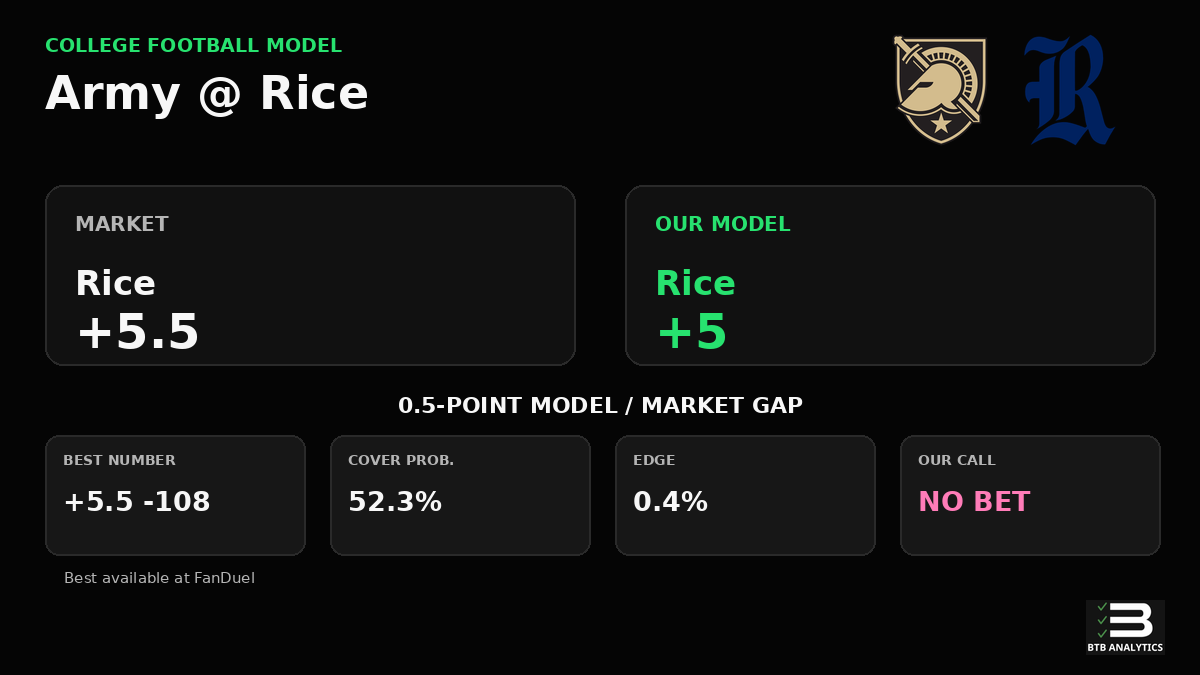 COLLEGE FOOTBALL MODEL
Army @ Rice
R
MARKET
Rice
+5.5
OUR MODEL
Rice
+5
0.5-POINT MODEL / MARKET GAP
BEST NUMBER
+5.5 -108
COVER PROB.
52.3%
EDGE
0.4%
OUR CALL
NO BET
Best available at FanDuel
B
BTB ANALYTICS